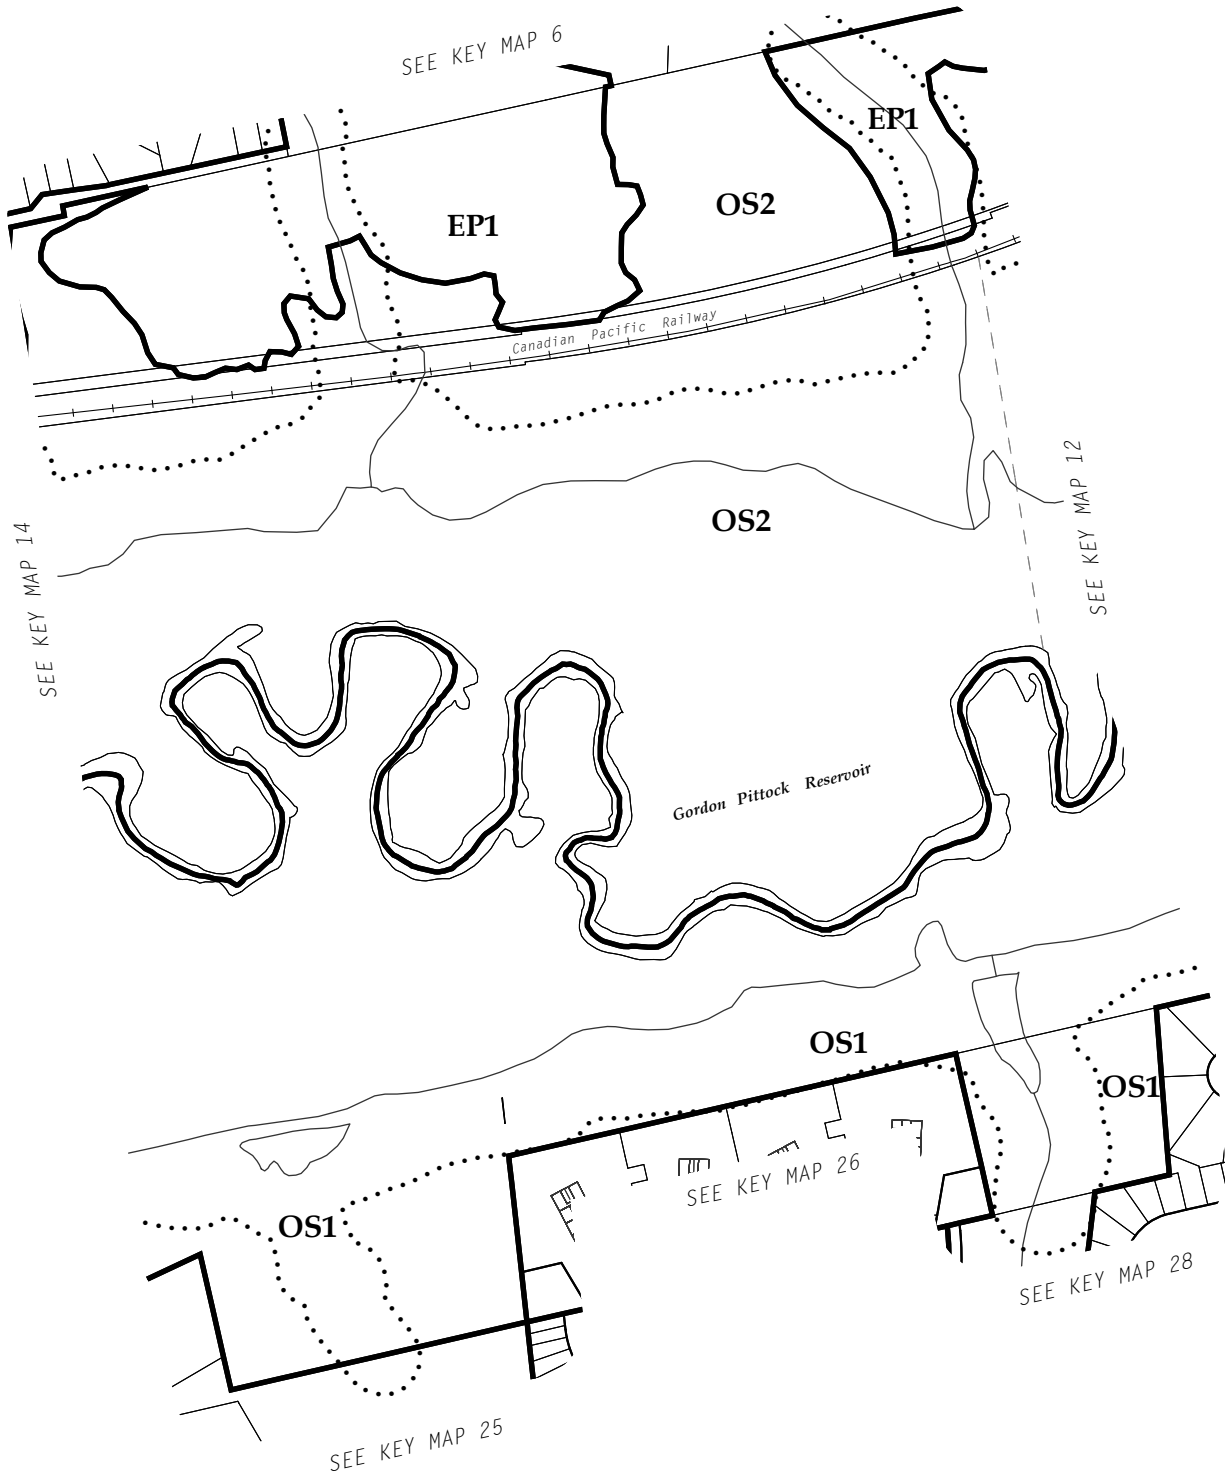 SEE KEY MAP 6
EP1
OS2
EP1
Canadian Pacific Railway
SEE KEY MAP 12
OS2
SEE KEY MAP 14
Gordon Pittock Reservoir
OS1
OS1
SEE KEY MAP 26
OS1
SEE KEY MAP 28
SEE KEY MAP 25